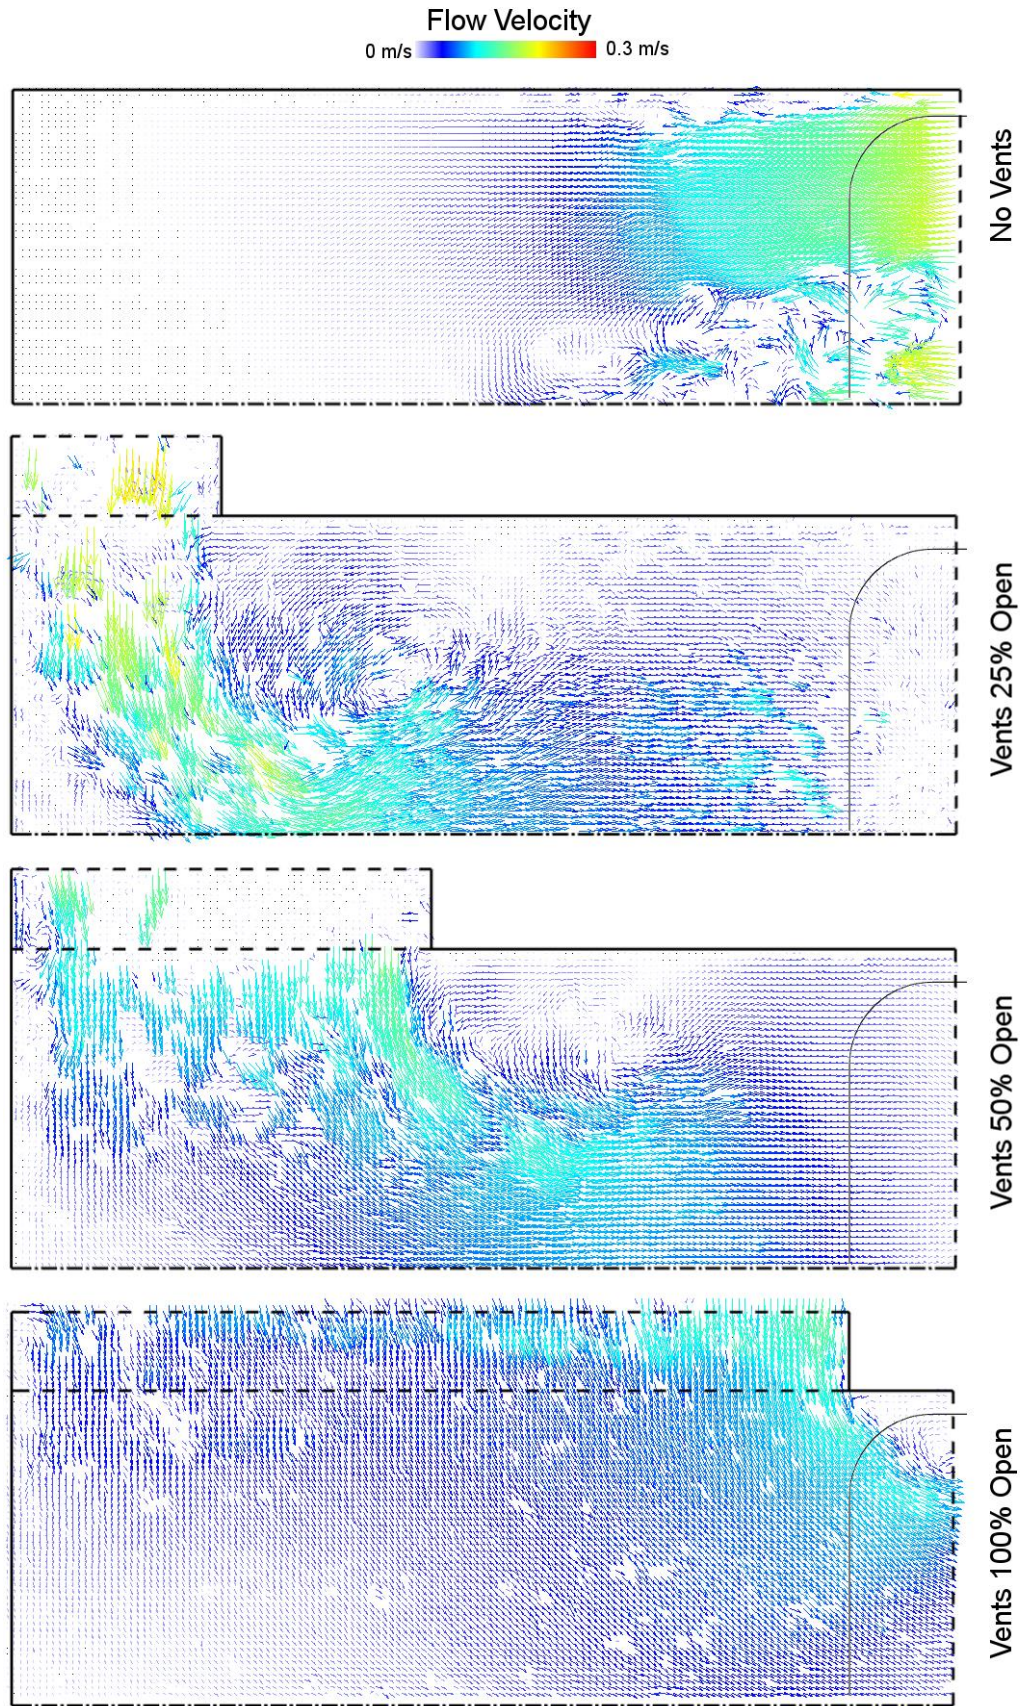 Flow Velocity
0 m/s 0.3 m/s
No Vents
Vents 25% Open
Vents 50% Open
Vents 100% Open